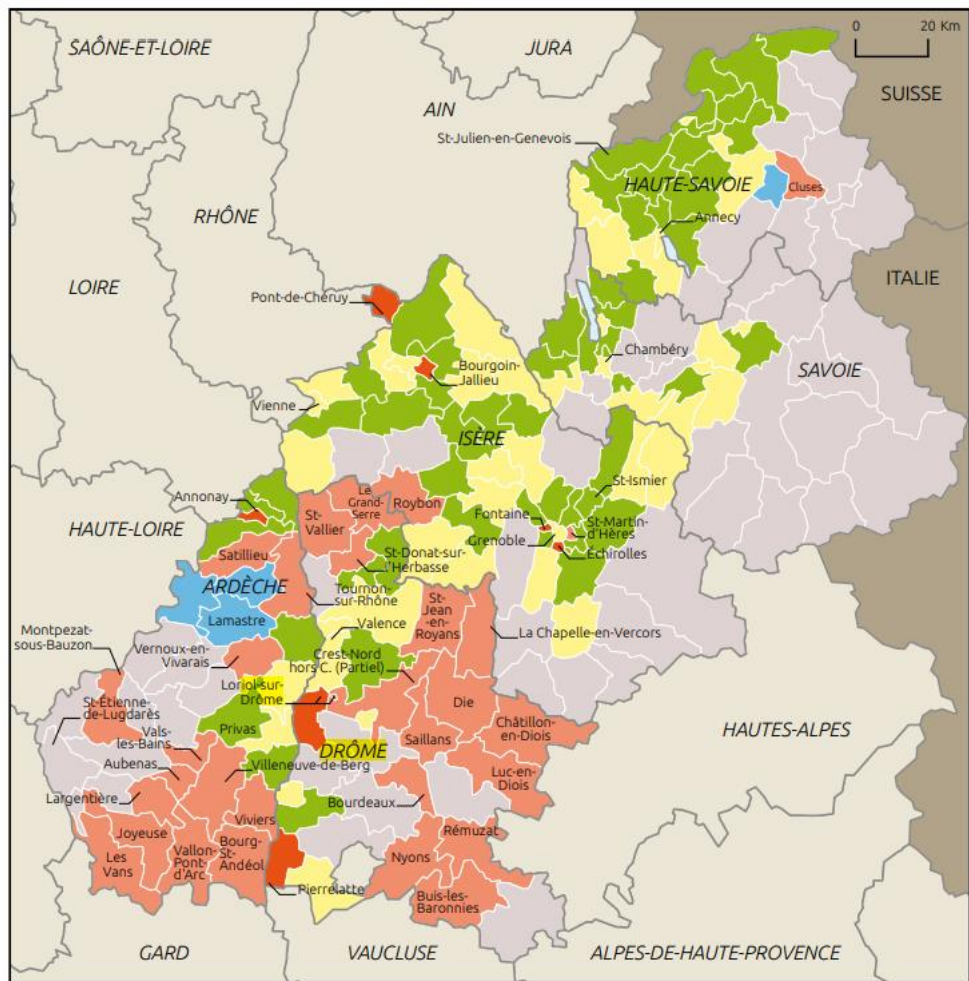 0 20 Km
SAÔNE-ET-LOIRE
JURA
SUISSE
AIN
St-Julien-en-Genevois
HAUTE-SAVOIE
Cluses
RHÔNE
Annecy
ITALIE
LOIRE
Pont-de-Chéruy
Chambéry
SAVOIE
Bourgoin-
Jallieu
Vienne
ISÈRE
St-Ismier
Annonay
Le
Grand-
Serre
Roybon
St-
Vallier
Fontaine
St-Martin-
d'Hères
Grenoble
Échirolles
HAUTE-LOIRE
Satillieu
St-Donat-sur-
l'Herbasse
ARDÈCHE
Tournon-
sur-Rhône
Lamastre
St-
Jean-
en-
Royans
Valence
La Chapelle-en-Vercors
Montpezat-
sous-Bauzon
Vernoux-en-
Vivarais
Crest-Nord
hors C. (Partiel)
Loriol-sur-
Drôme
Die
St-Étienne-
de-Lugdarès
Privas
Châtillon-
en-Diois
HAUTES-ALPES
Vals-
les-Bains
Saillans
DRÔME
Aubenas
Villeneuve-de-Berg
Luc-en-
Diois
Largentière
Bourdeaux
Viviers
Joyeuse
Rémuzat
Les
Vans
Vallon-
Pont-
d'Arc
Bourg-
St-
Andéol
Nyons
Pierrelatte
Buis-les-
Baronnies
GARD
VAUCLUSE
ALPES-DE-HAUTE-PROVENCE